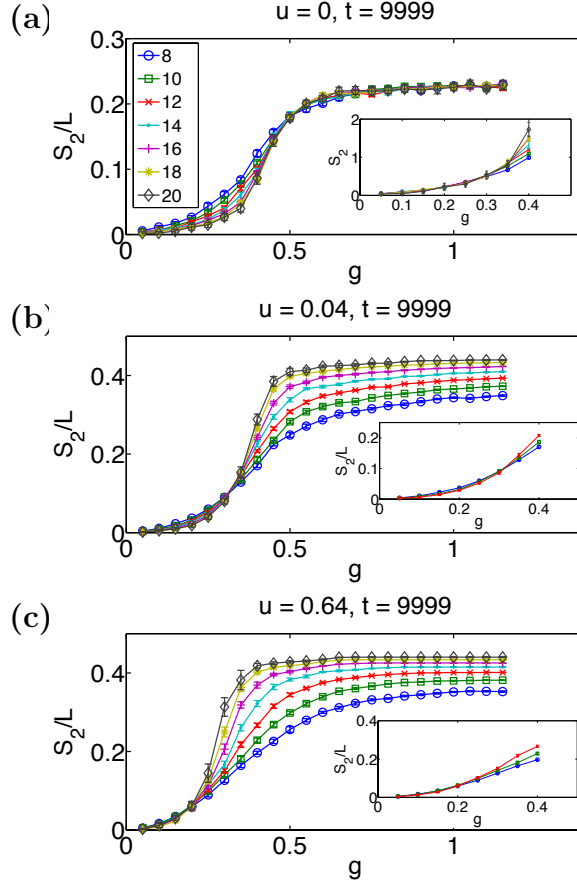 (a)
u = 0, t = 9999
S2/L
0.3
0.2
0.1
0
8
10
12
14
16
18
20
0 0.5 1
g
S2
2
1
0
0 0.1 0.2 0.3 0.4 0.5
g
(b)
u = 0.04, t = 9999
S2/L
0.4
0.2
0
0 0.5 1
g
S2/L
0.2
0.1
0
0 0.2 0.4
g
(c)
u = 0.64, t = 9999
S2/L
0.4
0.2
0
0 0.5 1
g
S2/L
0.4
0.2
0
0 0.2 0.4
g